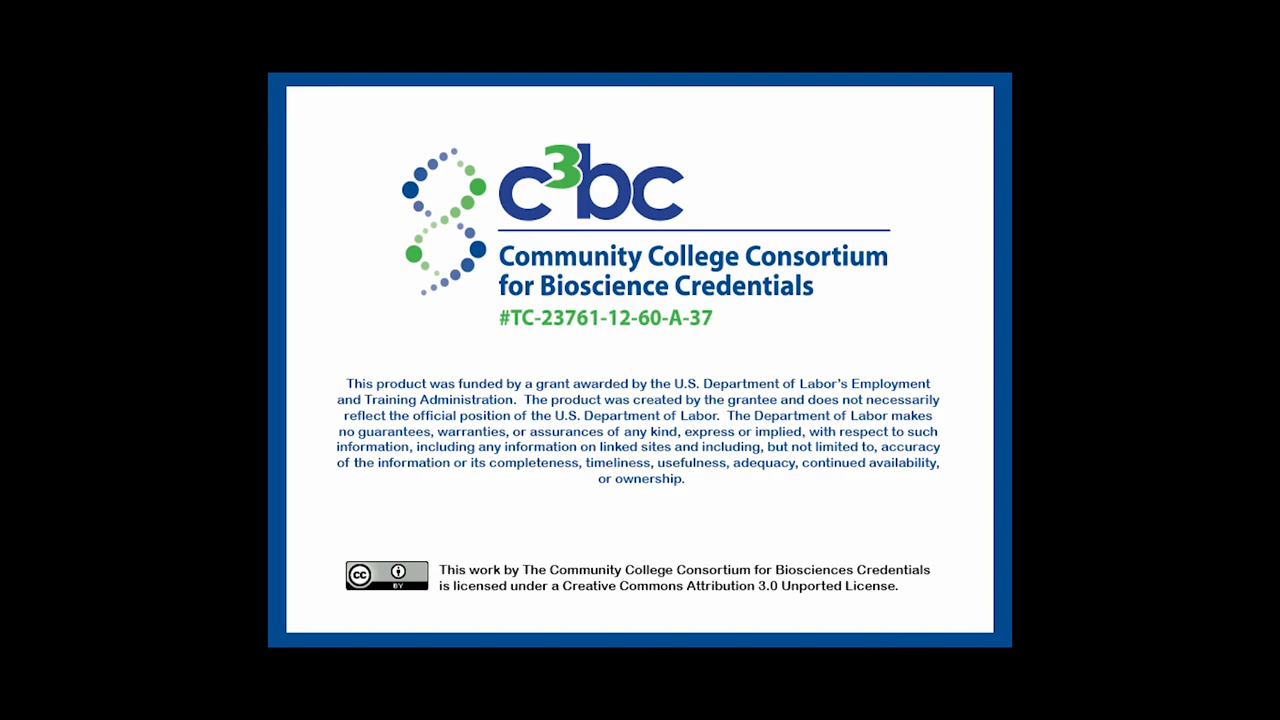 c3bc
Community College Consortium
for Bioscience Credentials
#TC-23761-12-60-A-37
This product was funded by a grant awarded by the U.S. Department of Labor's Employment
and Training Administration. The product was created by the grantee and does not necessarily
reflect the official position of the U.S. Department of Labor. The Department of Labor makes
no guarantees, warranties, or assurances of any kind, express or implied, with respect to such
information, including any information on linked sites and including, but not limited to, accuracy
of the information or its completeness, timeliness, usefulness, adequacy, continued availability,
or ownership.
cc BY
This work by The Community College Consortium for Biosciences Credentials
is licensed under a Creative Commons Attribution 3.0 Unported License.